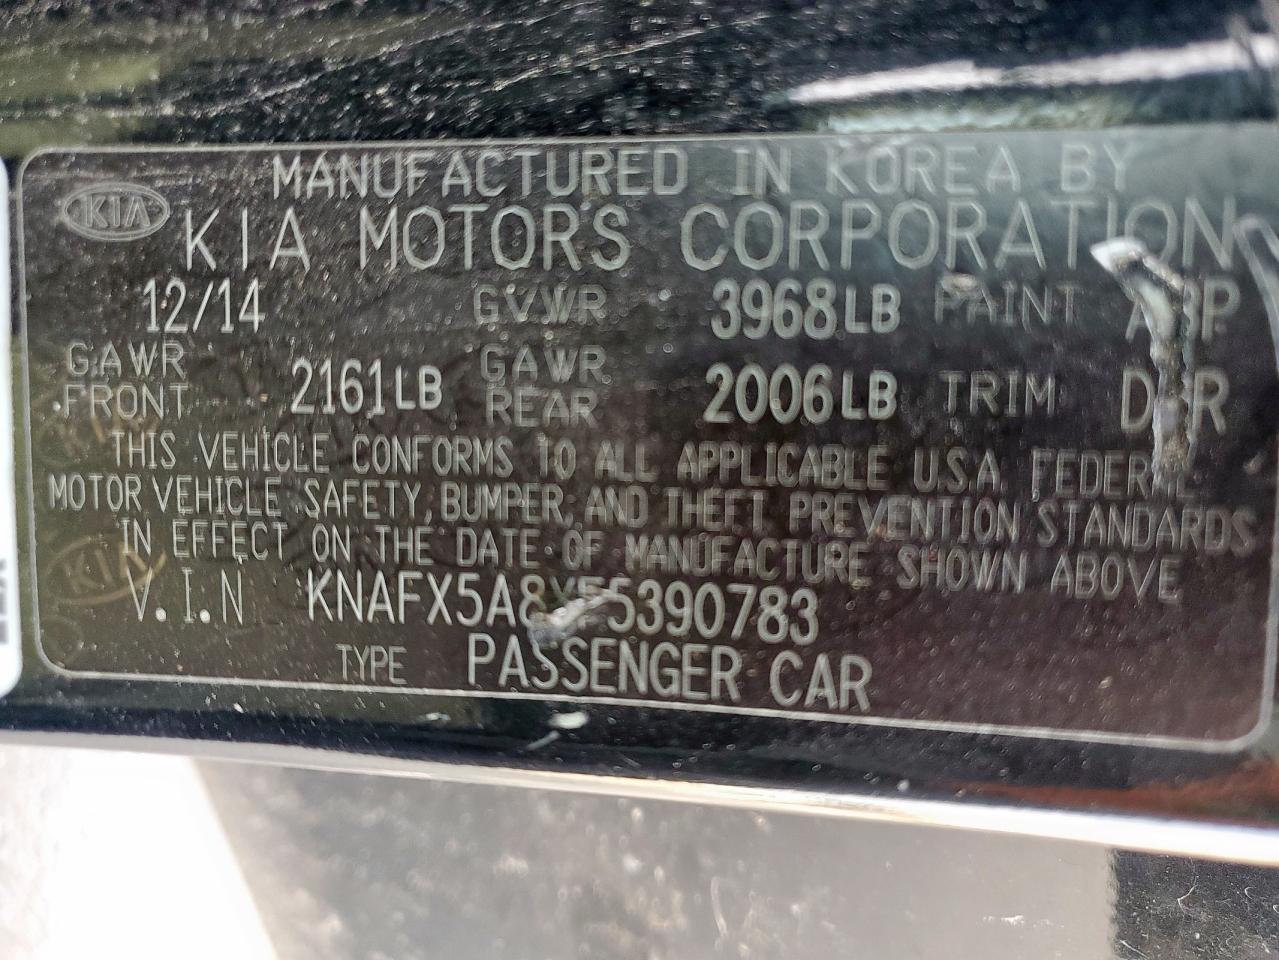 MANUFACTURED IN KOREA BY
KIA
KIA MOTORS CORPORATION
12/14 GVWR 3968LB PAINT
GAWR FRONT 2161LB GAWR REAR 2006LB TRIM
THIS VEHICLE CONFORMS TO ALL APPLICABLE U.S.A FEDERAL
MOTOR VEHICLE SAFETY, BUMPER, AND THEFT PREVENTION STANDARDS
IN EFFECT ON THE DATE OF MANUFACTURE SHOWN ABOVE
V.I.N
TYPE PASSENGER CAR
KIA